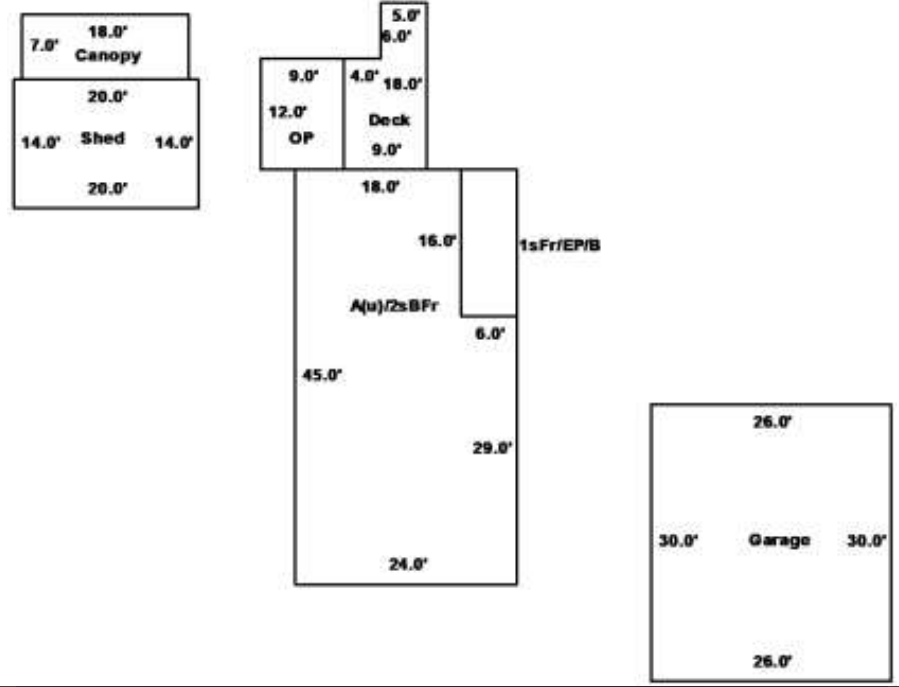 18.0'
7.0'
Canopy
20.0'
14.0' Shed 14.0'
20.0'
5.0'
6.0'
9.0' 4.0' 18.0'
12.0'
OP
Deck
9.0'
18.0'
16.0'
1sFr/EP/B
A(u)/2sBFr
6.0'
45.0'
29.0'
24.0'
26.0'
30.0' Garage 30.0'
26.0'